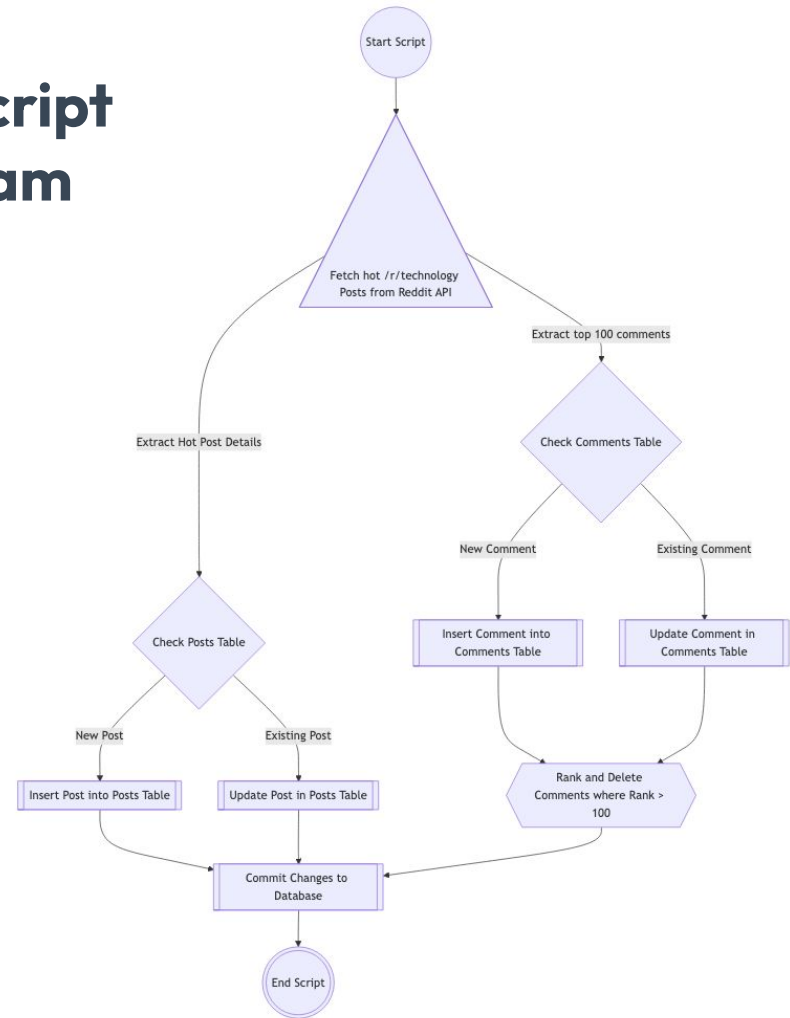 cript
am
Start Script
Fetch hot /r/technology
Posts from Reddit API
Extract top 100 comments
Extract Hot Post Details
Check Comments Table
New Comment
Existing Comment
Insert Comment into
Comments Table
Update Comment in
Comments Table
Check Posts Table
New Post
Existing Post
Insert Post into Posts Table
Update Post in Posts Table
Rank and Delete
Comments where Rank >
100
Commit Changes to
Database
End Script